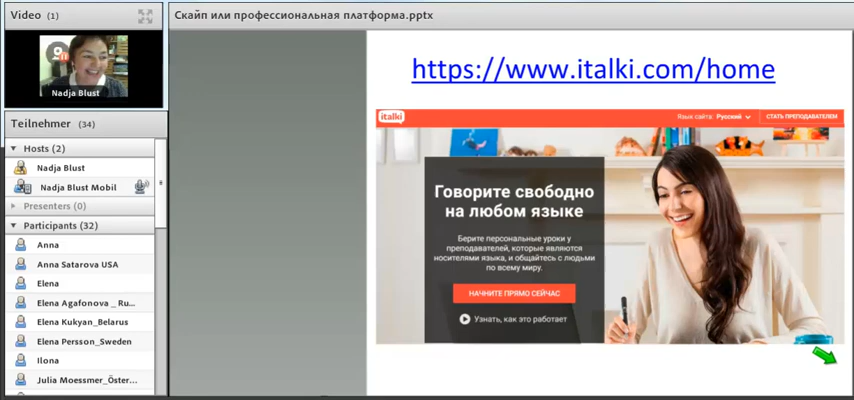 Video (1)
Nadja Blust
Teilnehmer (34)
Hosts (2)
Nadja Blust
Nadja Blust Mobil
Presenters (0)
Participants (32)
Anna
Anna Satarova USA
Elena
Elena Agafonova _ Ru...
Elena Kukyan_Belarus
Elena Persson_Sweden
Ilona
Julia Moessmer_Öster...
Скайп или профессиональная платформа.pptx
https://www.italki.com/home
italki
Язык сайта: Русский
СТАТЬ ПРЕПОДАВАТЕЛЕМ
Говорите свободно
на любом языке
Берите персональные уроки у
преподавателей, которые являются
носителями языка, и общайтесь с людьми
по всему миру.
НАЧНИТЕ ПРЯМО СЕЙЧАС
Узнать, как это работает